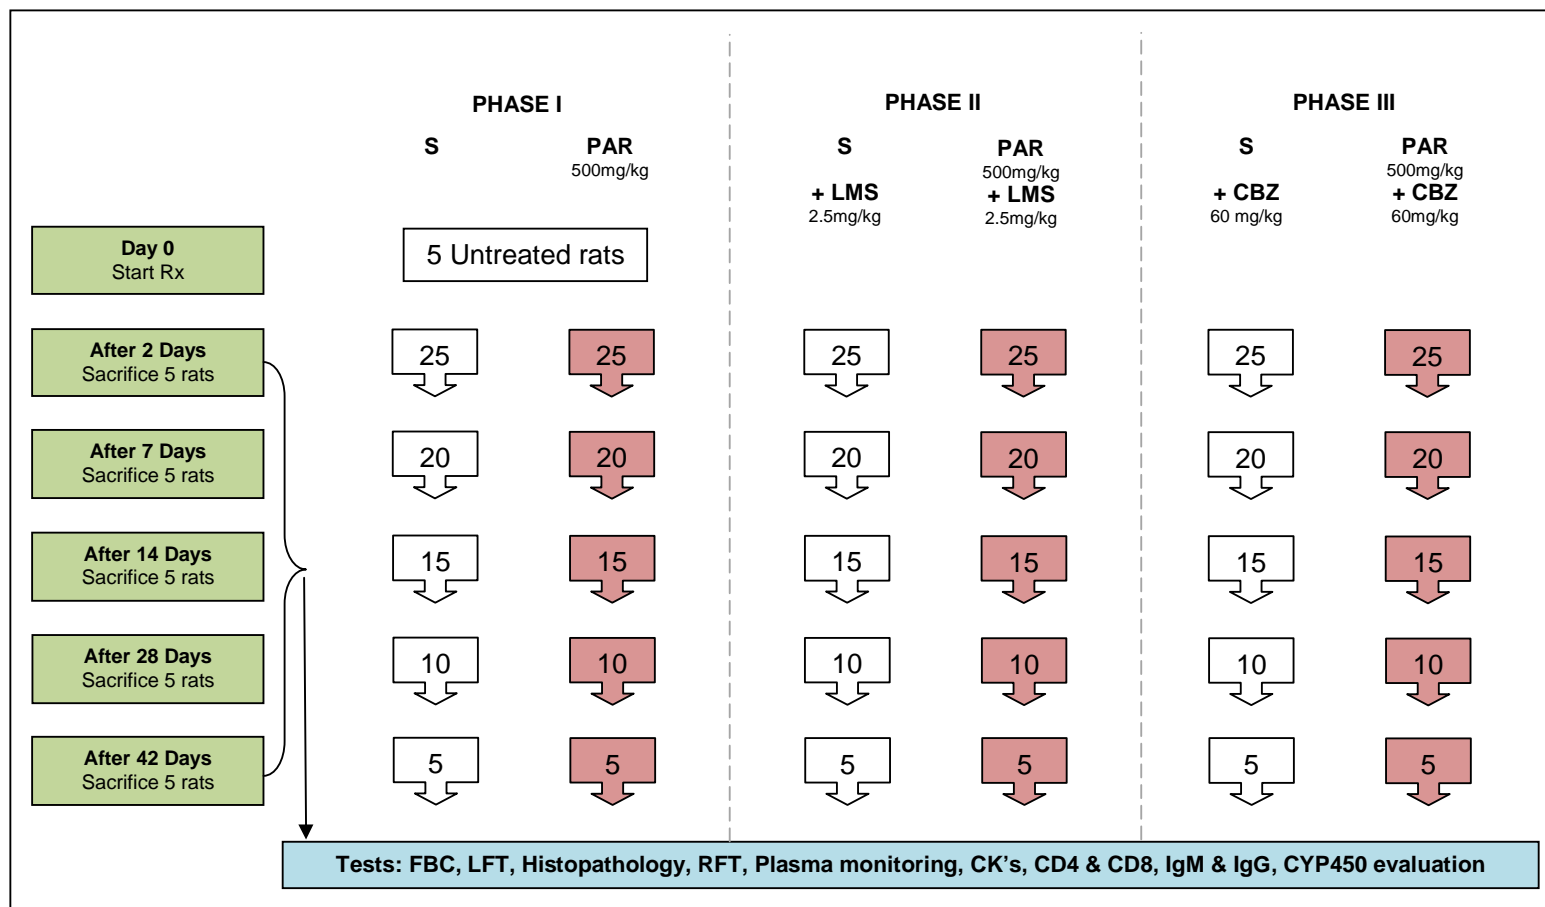 PHASE I
PHASE II
PHASE III
S
PAR
500mg/kg
S
+ LMS
2.5mg/kg
PAR
500mg/kg
+ LMS
2.5mg/kg
S
+ CBZ
60 mg/kg
PAR
500mg/kg
+ CBZ
60mg/kg
Day 0
Start Rx
5 Untreated rats
After 2 Days
Sacrifice 5 rats
25
25
25
25
25
25
After 7 Days
Sacrifice 5 rats
20
20
20
20
20
20
After 14 Days
Sacrifice 5 rats
15
15
15
15
15
15
After 28 Days
Sacrifice 5 rats
10
10
10
10
10
10
After 42 Days
Sacrifice 5 rats
5
5
5
5
5
5
Tests: FBC, LFT, Histopathology, RFT, Plasma monitoring, CK’s, CD4 & CD8, IgM & IgG, CYP450 evaluation